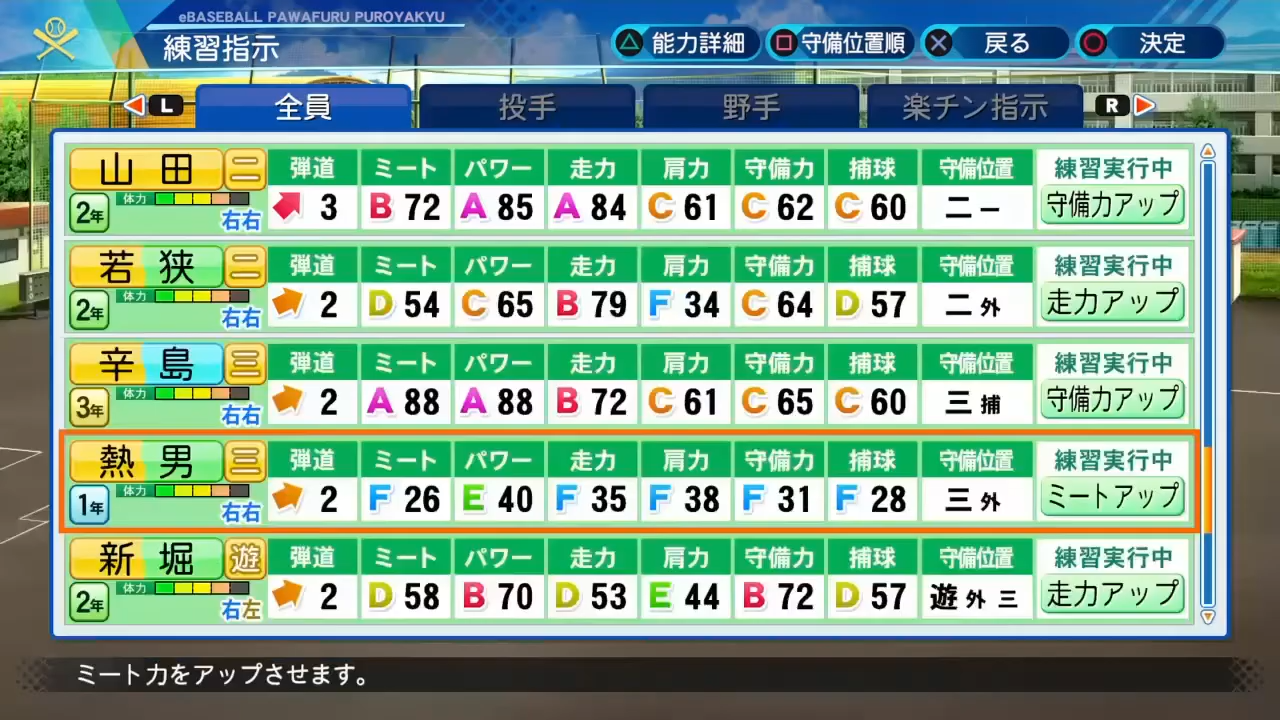 eBASEBALL PAWAFURU PUROYAKYU
練習指示
能力詳細 守備位置順 戻る 決定
L 全員 投手 野手 楽チン指示 R
山田 二 弾道 ミート パワー 走力 肩力 守備力 捕球 守備位置 練習実行中
2年 体力 右右 3 B 72 A 85 A 84 C 61 C 62 C 60 二 一 守備力アップ
若狭 二 弾道 ミート パワー 走力 肩力 守備力 捕球 守備位置 練習実行中
2年 体力 右右 2 D 54 C 65 B 79 F 34 C 64 D 57 二 外 走力アップ
辛島 三 弾道 ミート パワー 走力 肩力 守備力 捕球 守備位置 練習実行中
3年 体力 右右 2 A 88 A 88 B 72 C 61 C 65 C 60 三 捕 守備力アップ
熱男 三 弾道 ミート パワー 走力 肩力 守備力 捕球 守備位置 練習実行中
1年 体力 右右 2 F 26 E 40 F 35 F 38 F 31 F 28 三 外 ミートアップ
新堀 遊 弾道 ミート パワー 走力 肩力 守備力 捕球 守備位置 練習実行中
2年 体力 右左 2 D 58 B 70 D 53 E 44 B 72 D 57 遊 外 三 走力アップ
ミート力をアップさせます。